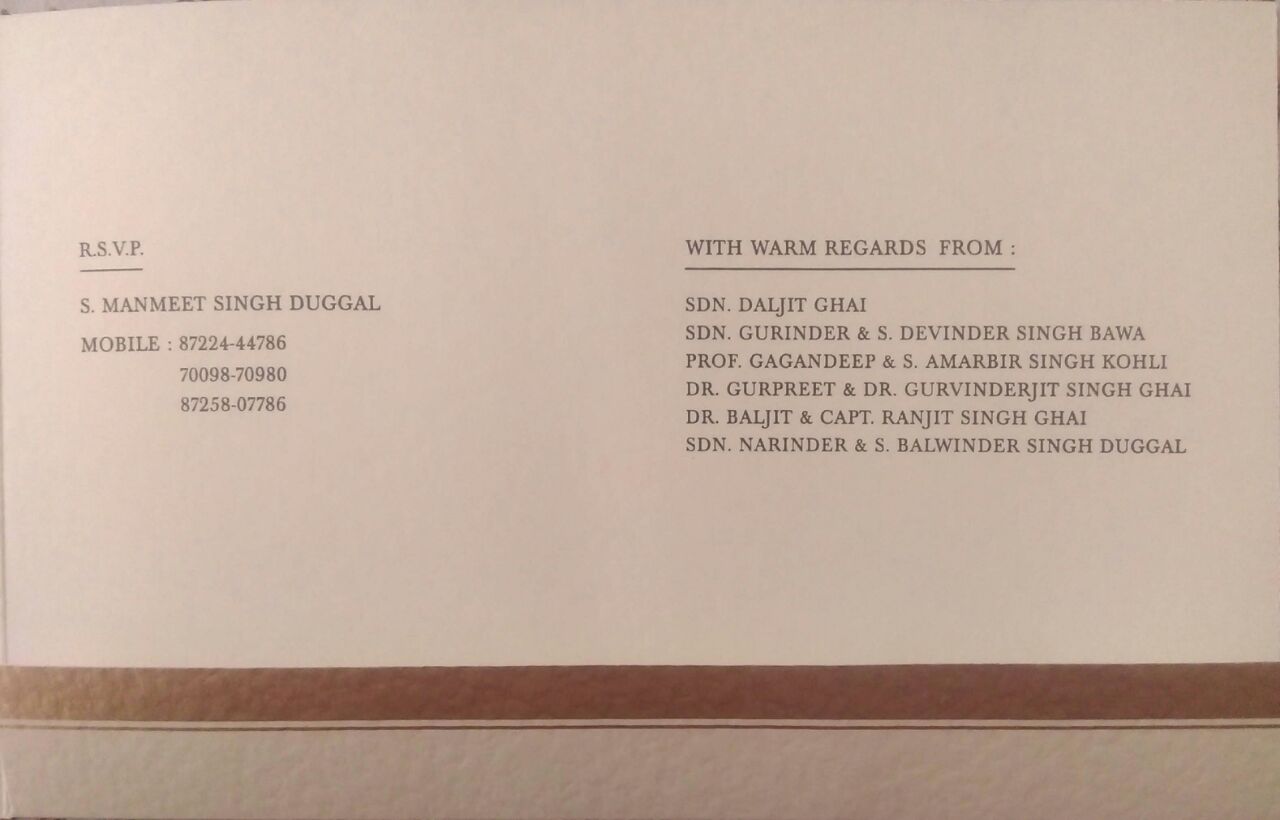 R.S.V.P.
S. MANMEET SINGH DUGGAL
MOBILE : 87224-44786
70098-70980
87258-07786
WITH WARM REGARDS FROM :
SDN. DALJIT GHAI
SDN. GURINDER & S. DEVINDER SINGH BAWA
PROF. GAGANDEEP & S. AMARBIR SINGH KOHLI
DR. GURPREET & DR. GURVINDERJIT SINGH GHAI
DR. BALJIT & CAPT. RANJIT SINGH GHAI
SDN. NARINDER & S. BALWINDER SINGH DUGGAL